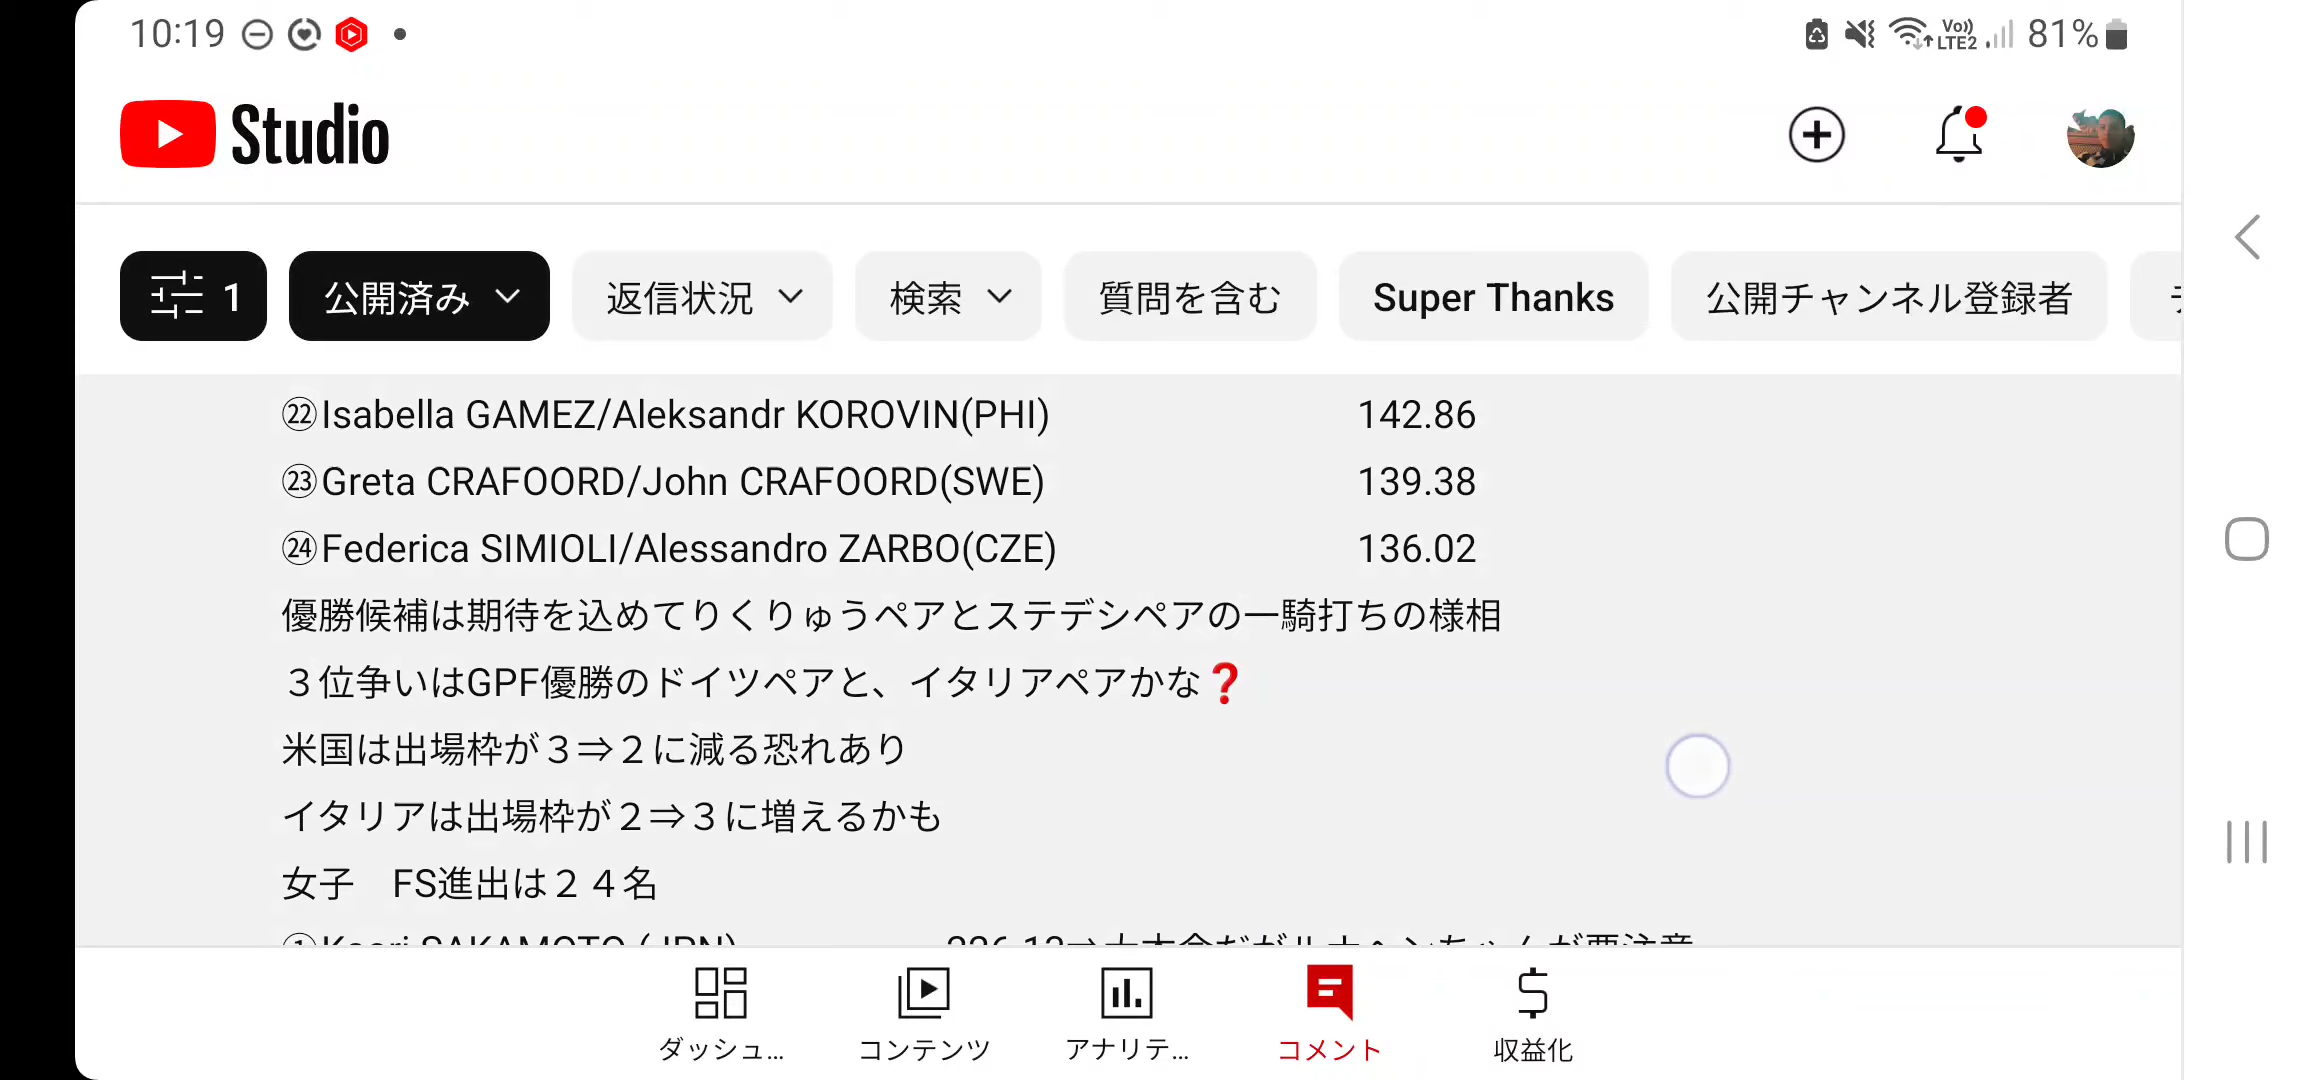 10:19
Vo)) LTE2 81%
Studio
1 公開済み 返信状況 検索 質問を含む Super Thanks 公開チャンネル登録者
㉒Isabella GAMEZ/Aleksandr KOROVIN(PHI) 142.86
㉓Greta CRAFOORD/John CRAFOORD(SWE) 139.38
㉔Federica SIMIOLI/Alessandro ZARBO(CZE) 136.02
優勝候補は期待を込めてりくりゅうペアとステデシペアの一騎打ちの様相
３位争いはGPF優勝のドイツペアと、イタリアペアかな❓
米国は出場枠が３⇒２に減る恐れあり
イタリアは出場枠が２⇒３に増えるかも
女子　FS進出は２４名
①Kaori SAKAMOTO (JPN)
ダッシュ... コンテンツ アナリテ... コメント 収益化